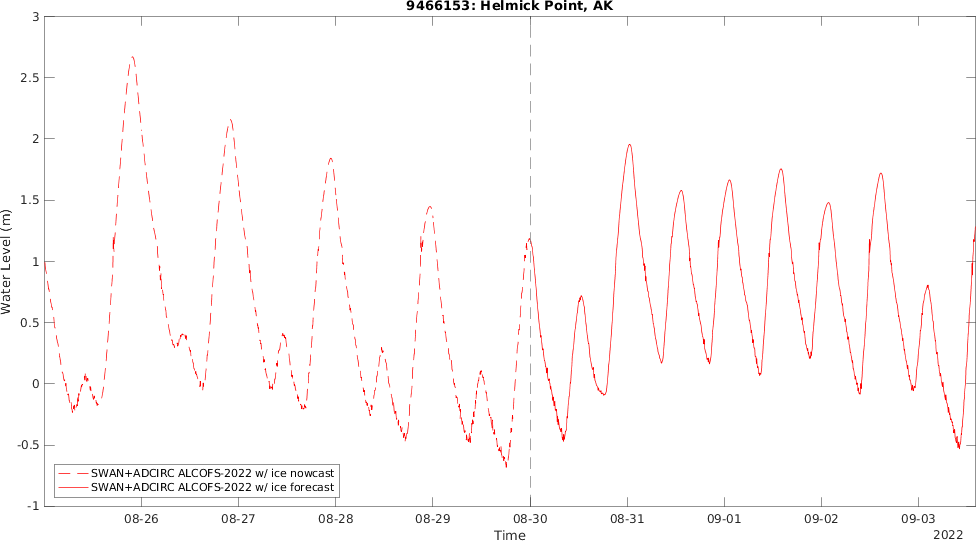 9466153: Helmick Point, AK
3
2.5
2
1.5
1
0.5
0
-0.5
-1
Water Level (m)
SWAN+ADCIRC ALCOFS-2022 w/ ice nowcast
SWAN+ADCIRC ALCOFS-2022 w/ ice forecast
08-26 08-27 08-28 08-29 08-30 08-31 09-01 09-02 09-03
Time
2022